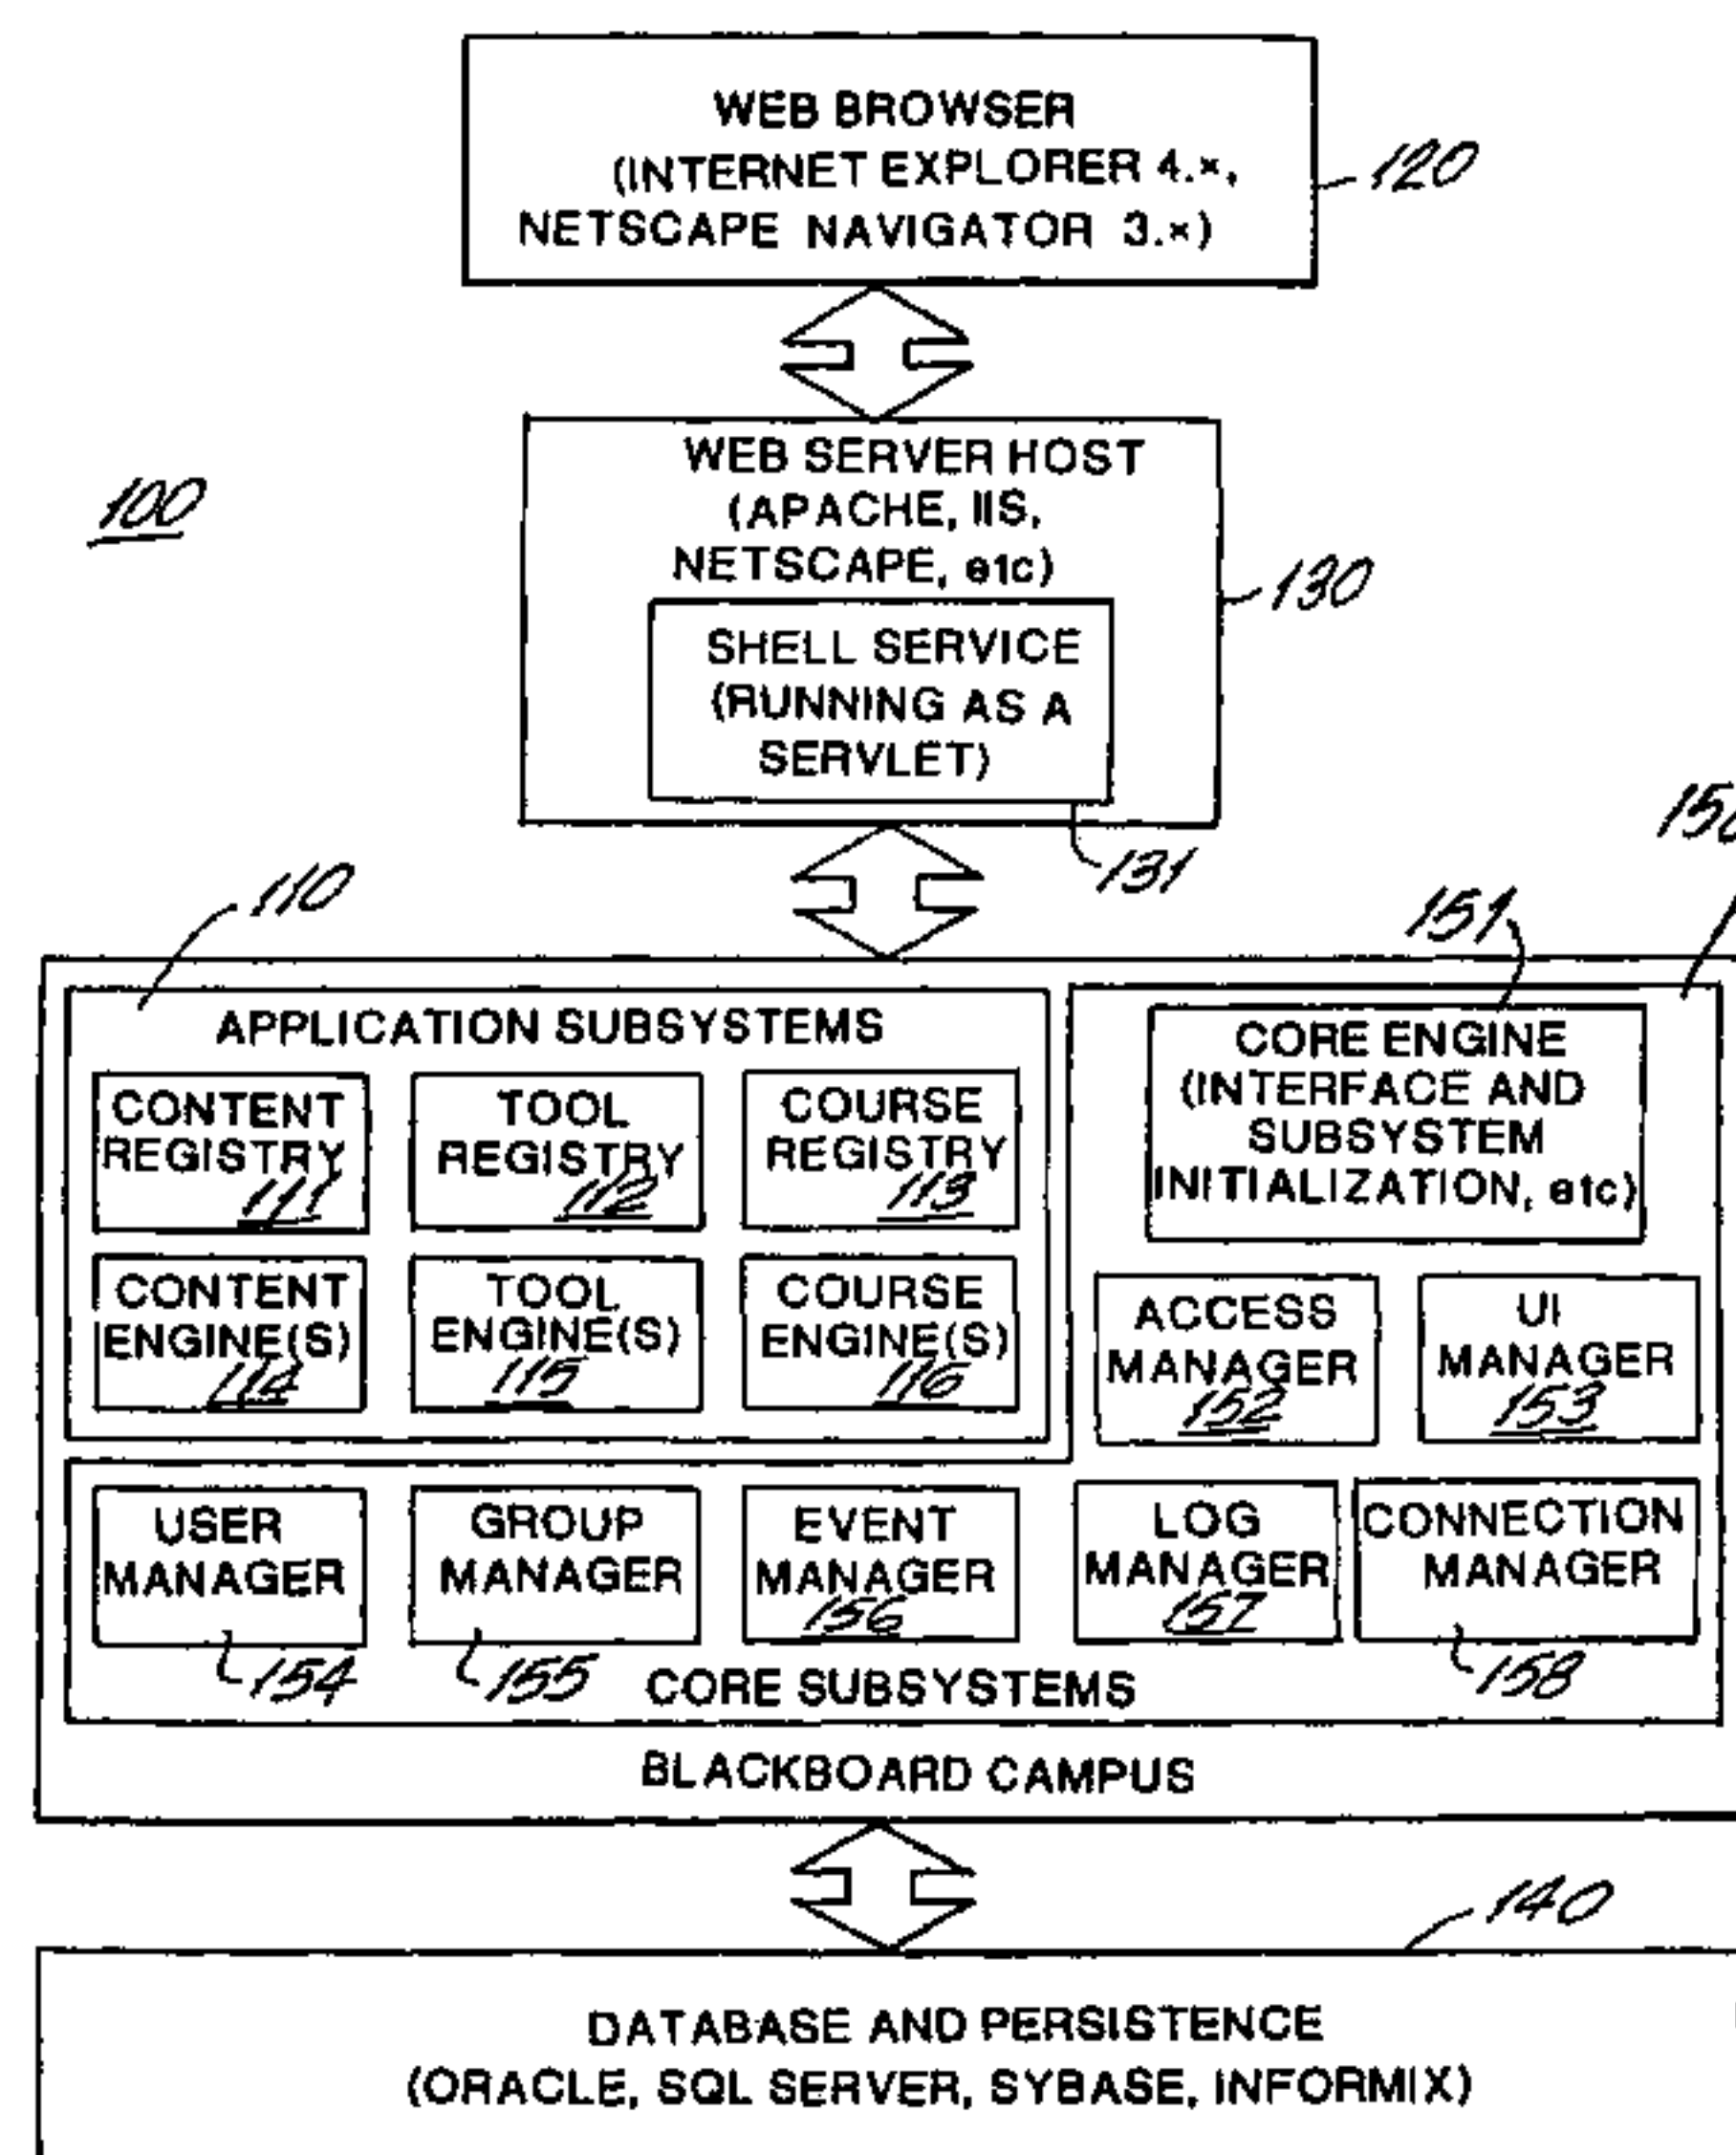 WEB BROWSER
(INTERNET EXPLORER 4.x,
NETSCAPE NAVIGATOR 3.x)
120
100
WEB SERVER HOST
(APACHE, IIS,
NETSCAPE, etc)
130
SHELL SERVICE
(RUNNING AS A
SERVLET)
131
110
150
151
APPLICATION SUBSYSTEMS
CONTENT
REGISTRY
111
TOOL
REGISTRY
112
COURSE
REGISTRY
113
CONTENT
ENGINE(S)
114
TOOL
ENGINE(S)
115
COURSE
ENGINE(S)
116
CORE ENGINE
(INTERFACE AND
SUBSYSTEM
INITIALIZATION, etc)
ACCESS
MANAGER
152
UI
MANAGER
153
USER
MANAGER
154
GROUP
MANAGER
155
EVENT
MANAGER
156
LOG
MANAGER
157
CONNECTION
MANAGER
158
CORE SUBSYSTEMS
BLACKBOARD CAMPUS
140
DATABASE AND PERSISTENCE
(ORACLE, SQL SERVER, SYBASE, INFORMIX)